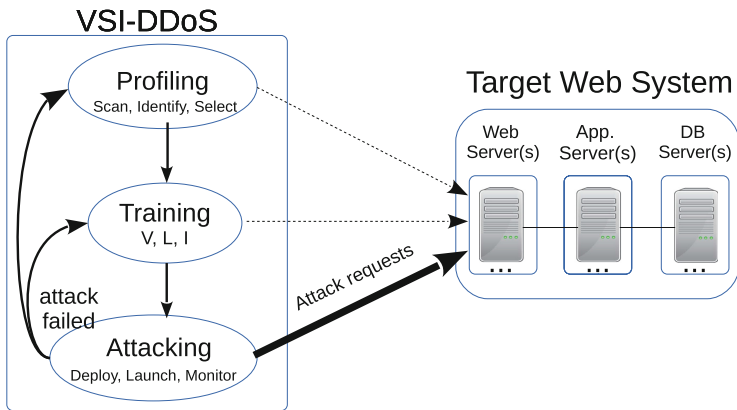 VSI-DDoS
Profiling
Scan, Identify, Select
Training
V, L, I
attack
failed
Attacking
Deploy, Launch, Monitor
Attack requests
Target Web System
Web
Server(s)
App.
Server(s)
DB
Server(s)
...
...
...